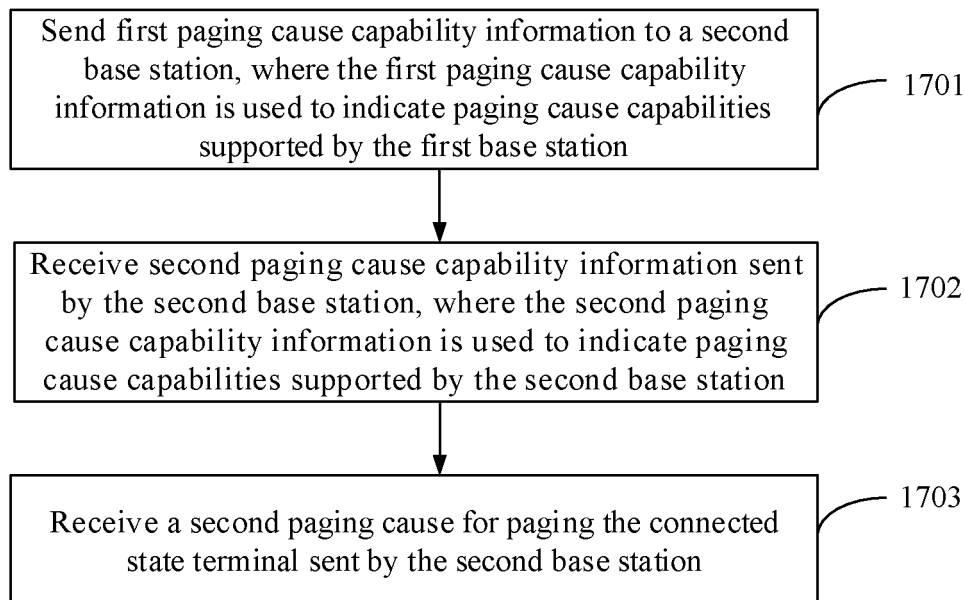 Send first paging cause capability information to a second
base station, where the first paging cause capability
information is used to indicate paging cause capabilities
supported by the first base station
1701
Receive second paging cause capability information sent
by the second base station, where the second paging
cause capability information is used to indicate paging
cause capabilities supported by the second base station
1702
Receive a second paging cause for paging the connected
state terminal sent by the second base station
1703